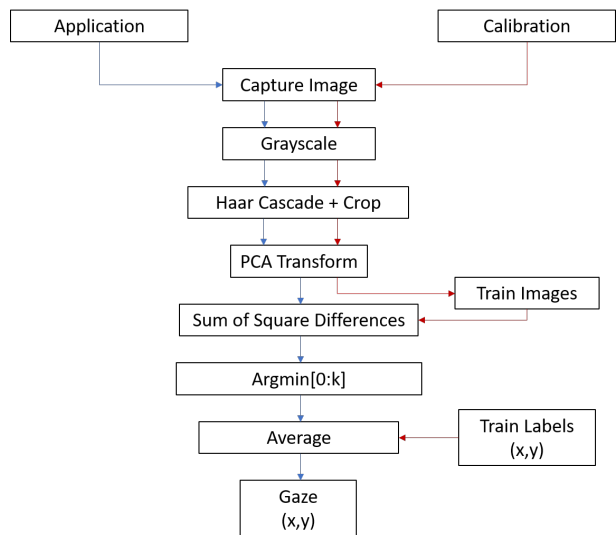 Application
Calibration
Capture Image
Grayscale
Haar Cascade + Crop
PCA Transform
Train Images
Sum of Square Differences
Argmin[0:k]
Average
Train Labels
(x,y)
Gaze
(x,y)